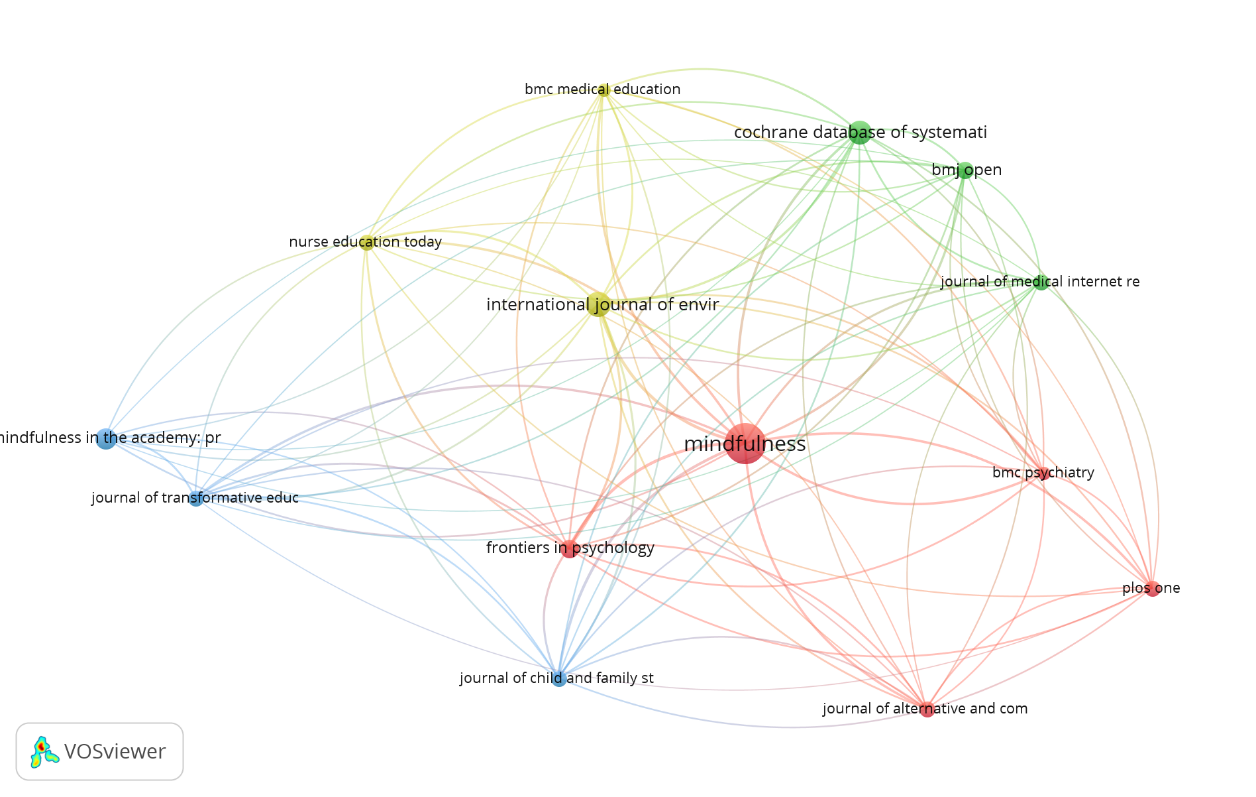 bmc medical education
cochrane database of systemati
bmj open
nurse education today
journal of medical internet re
international journal of envir
mindfulness in the academy: pr
mindfulness
bmc psychiatry
journal of transformative educ
frontiers in psychology
plos one
journal of child and family st
journal of alternative and com
VOSviewer